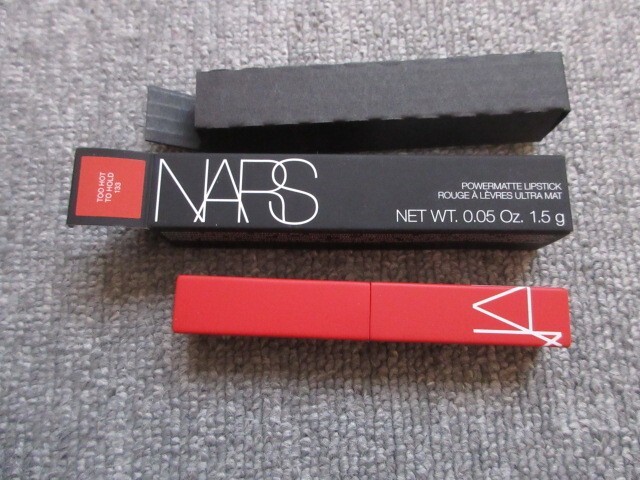 TOO HOT
TO HOLD
133
NARS
POWERMATTE LIPSTICK
ROUGE À LÈVRES ULTRA MAT
NET WT. 0.05 Oz. 1.5 g